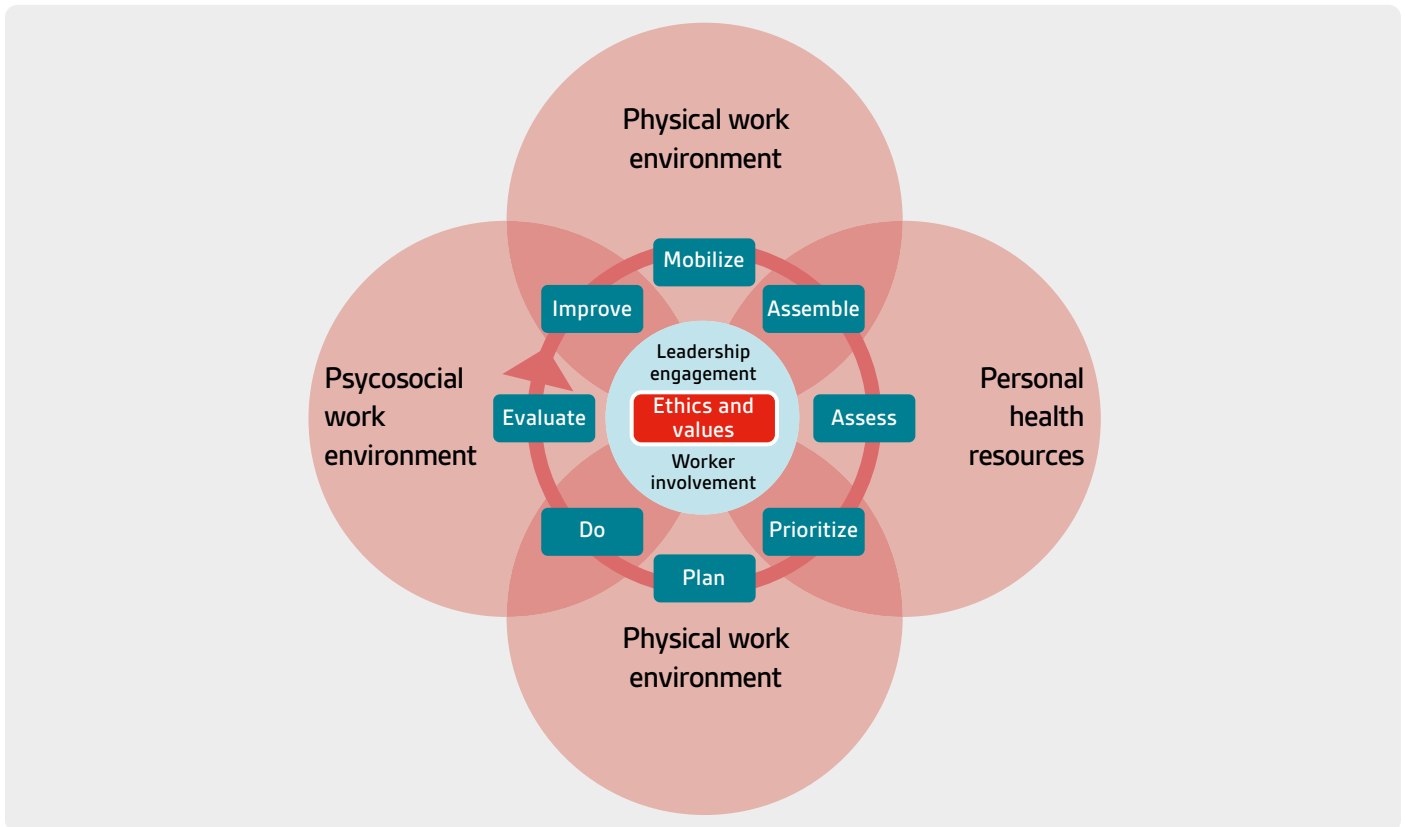 Physical work
environment
Mobilize
Improve
Assemble
Leadership
engagement
Psycosocial
work
environment
Personal
health
resources
Evaluate
Ethics and
values
Assess
Worker
involvement
Do
Prioritize
Plan
Physical work
environment